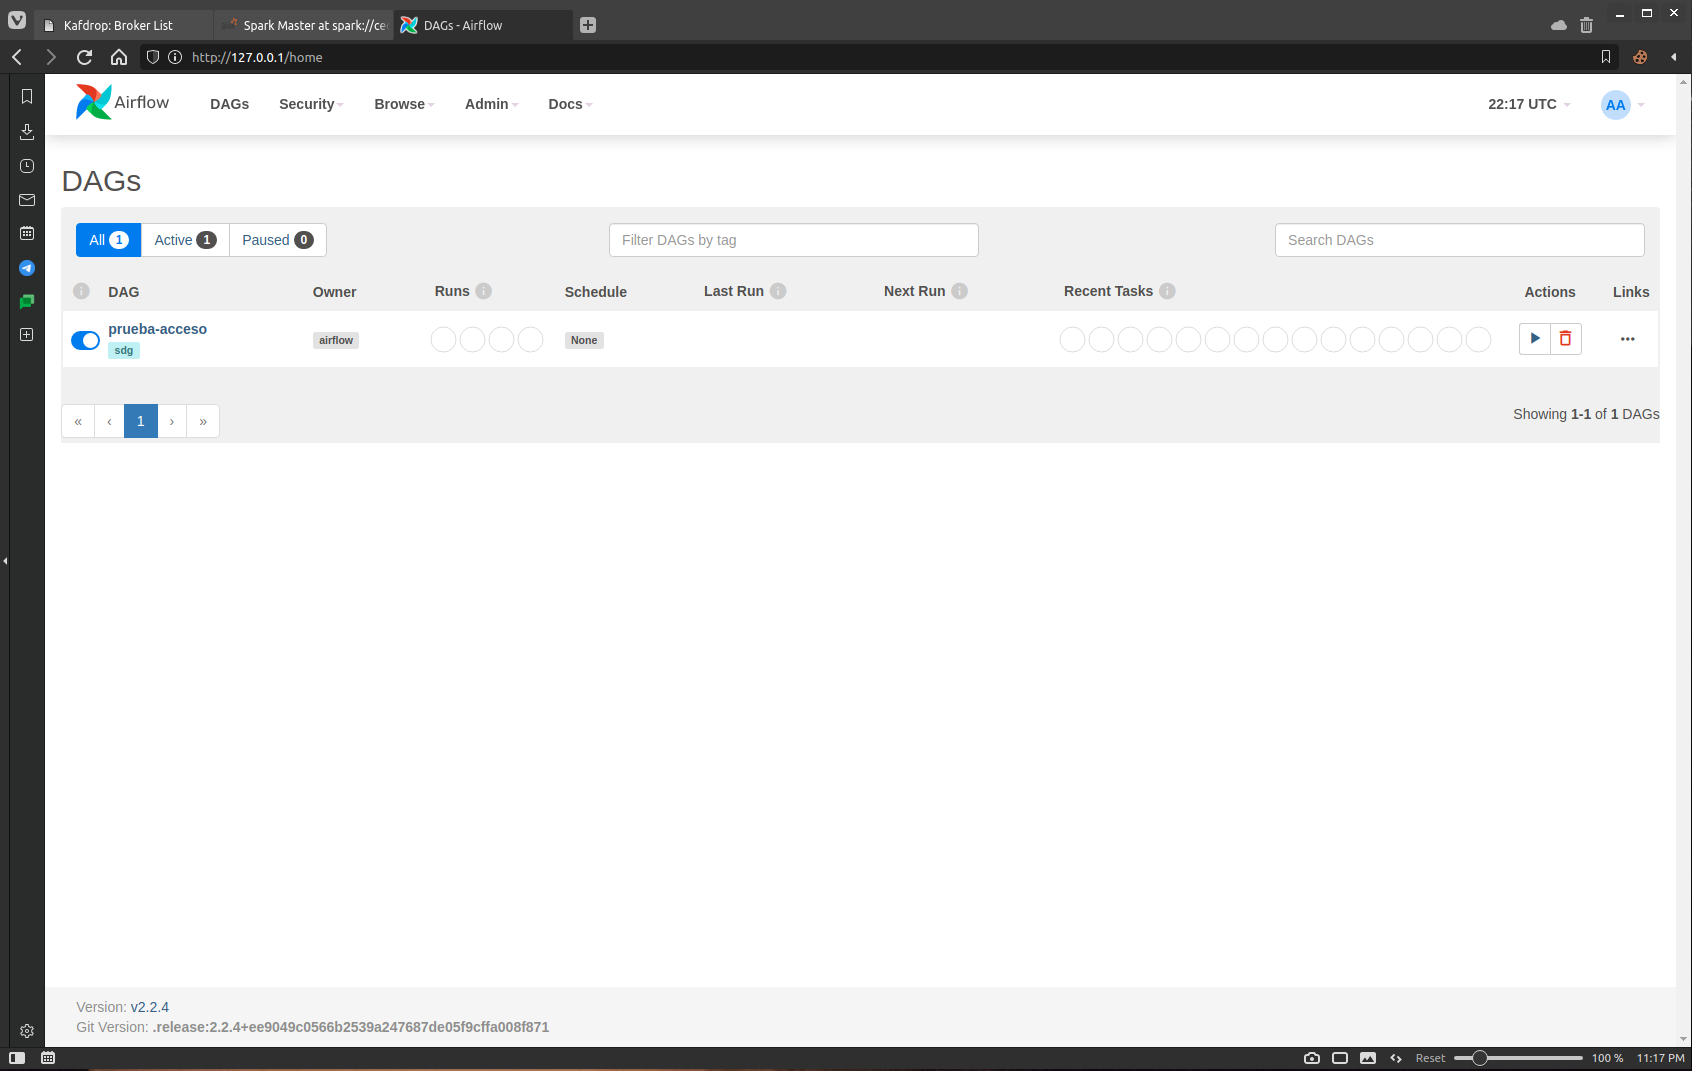 Kafdrop: Broker List
Spark Master at spark://ce
DAGs - Airflow
http://127.0.0.1/home
Airflow
DAGs
Security
Browse
Admin
Docs
22:17 UTC
AA
DAGs
All 1
Active 1
Paused 0
Filter DAGs by tag
Search DAGs
DAG
Owner
Runs
Schedule
Last Run
Next Run
Recent Tasks
Actions
Links
prueba-acceso
sdg
airflow
None
« ‹ 1 › »
Showing 1-1 of 1 DAGs
Version: v2.2.4
Git Version: .release:2.2.4+ee9049c0566b2539a247687de05f9cffa008f871
Reset
100 %
11:17 PM